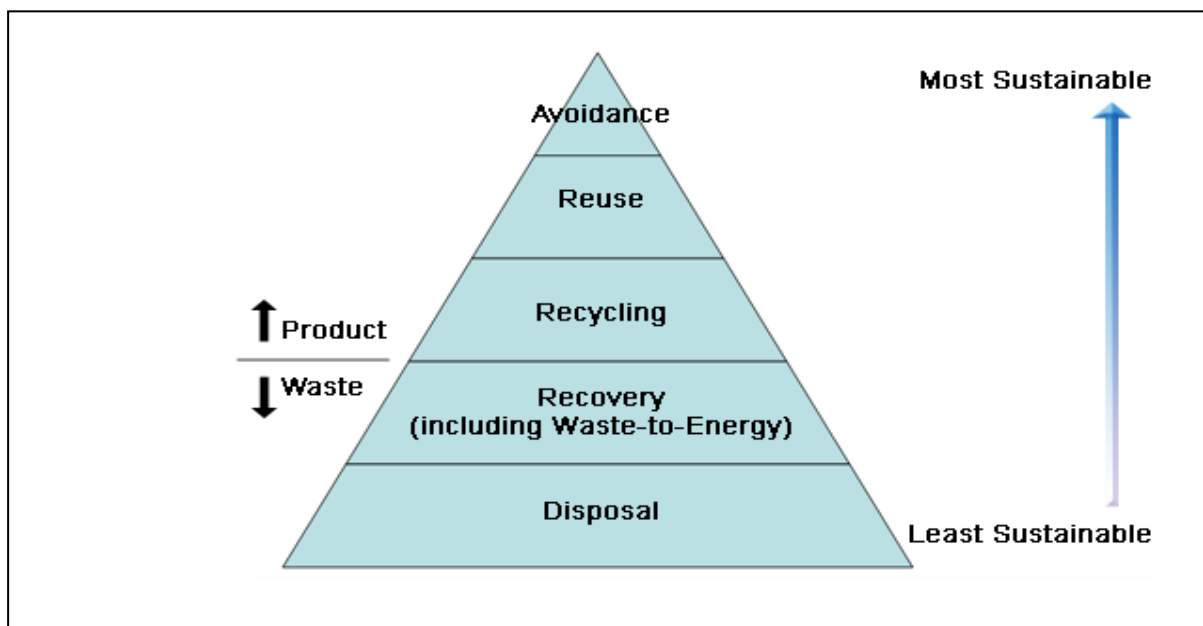 Most Sustainable
Avoidance
Reuse
Recycling
Product
Waste
Recovery
(including Waste-to-Energy)
Disposal
Least Sustainable